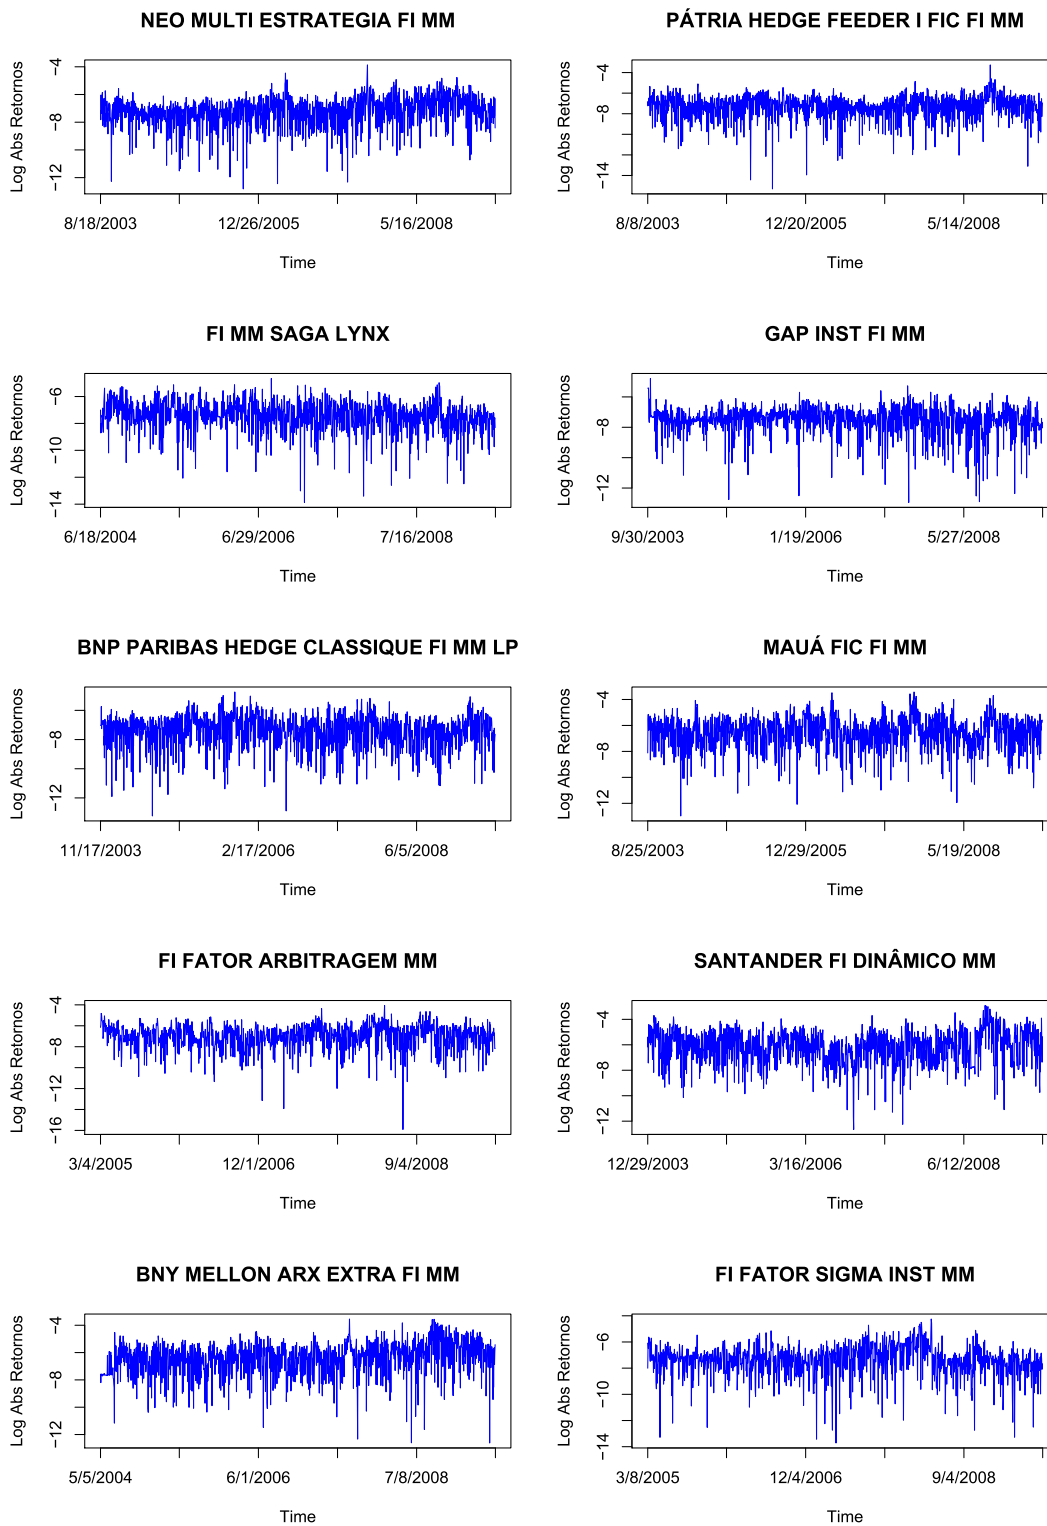 NEO MULTI ESTRATEGIA FI MM
Log Abs Retornos
-4
-8
-12
8/18/2003 12/26/2005 5/16/2008
Time
PÁTRIA HEDGE FEEDER I FIC FI MM
Log Abs Retornos
-4
-8
-14
8/8/2003 12/20/2005 5/14/2008
Time
FI MM SAGA LYNX
Log Abs Retornos
-6
-10
-14
6/18/2004 6/29/2006 7/16/2008
Time
GAP INST FI MM
Log Abs Retornos
-8
-12
9/30/2003 1/19/2006 5/27/2008
Time
BNP PARIBAS HEDGE CLASSIQUE FI MM LP
Log Abs Retornos
-8
-12
11/17/2003 2/17/2006 6/5/2008
Time
MAUÁ FIC FI MM
Log Abs Retornos
-4
-8
-12
8/25/2003 12/29/2005 5/19/2008
Time
FI FATOR ARBITRAGEM MM
Log Abs Retornos
-4
-8
-12
-16
3/4/2005 12/1/2006 9/4/2008
Time
SANTANDER FI DINÂMICO MM
Log Abs Retornos
-4
-8
-12
12/29/2003 3/16/2006 6/12/2008
Time
BNY MELLON ARX EXTRA FI MM
Log Abs Retornos
-4
-8
-12
5/5/2004 6/1/2006 7/8/2008
Time
FI FATOR SIGMA INST MM
Log Abs Retornos
-6
-10
-14
3/8/2005 12/4/2006 9/4/2008
Time